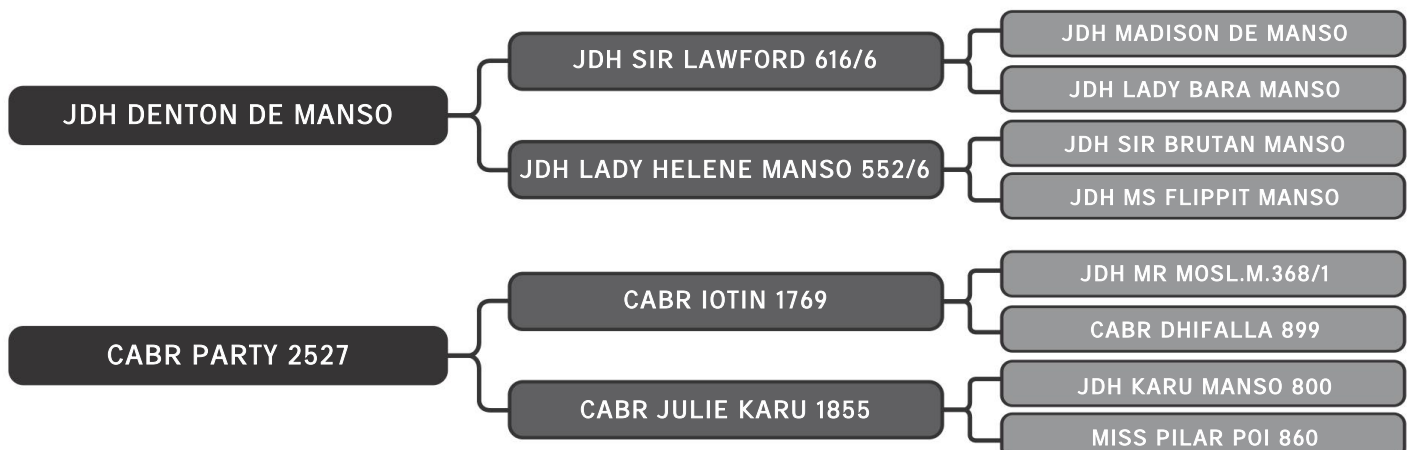 JDH DENTON DE MANSO
JDH SIR LAWFORD 616/6
JDH LADY HELENE MANSO 552/6
JDH MADISON DE MANSO
JDH LADY BARA MANSO
JDH SIR BRUTAN MANSO
JDH MS FLIPPIT MANSO
CABR PARTY 2527
CABR IOTIN 1769
CABR JULIE KARU 1855
JDH MR MOSL.M.368/1
CABR DHIFALLA 899
JDH KARU MANSO 800
MISS PILAR POI 860